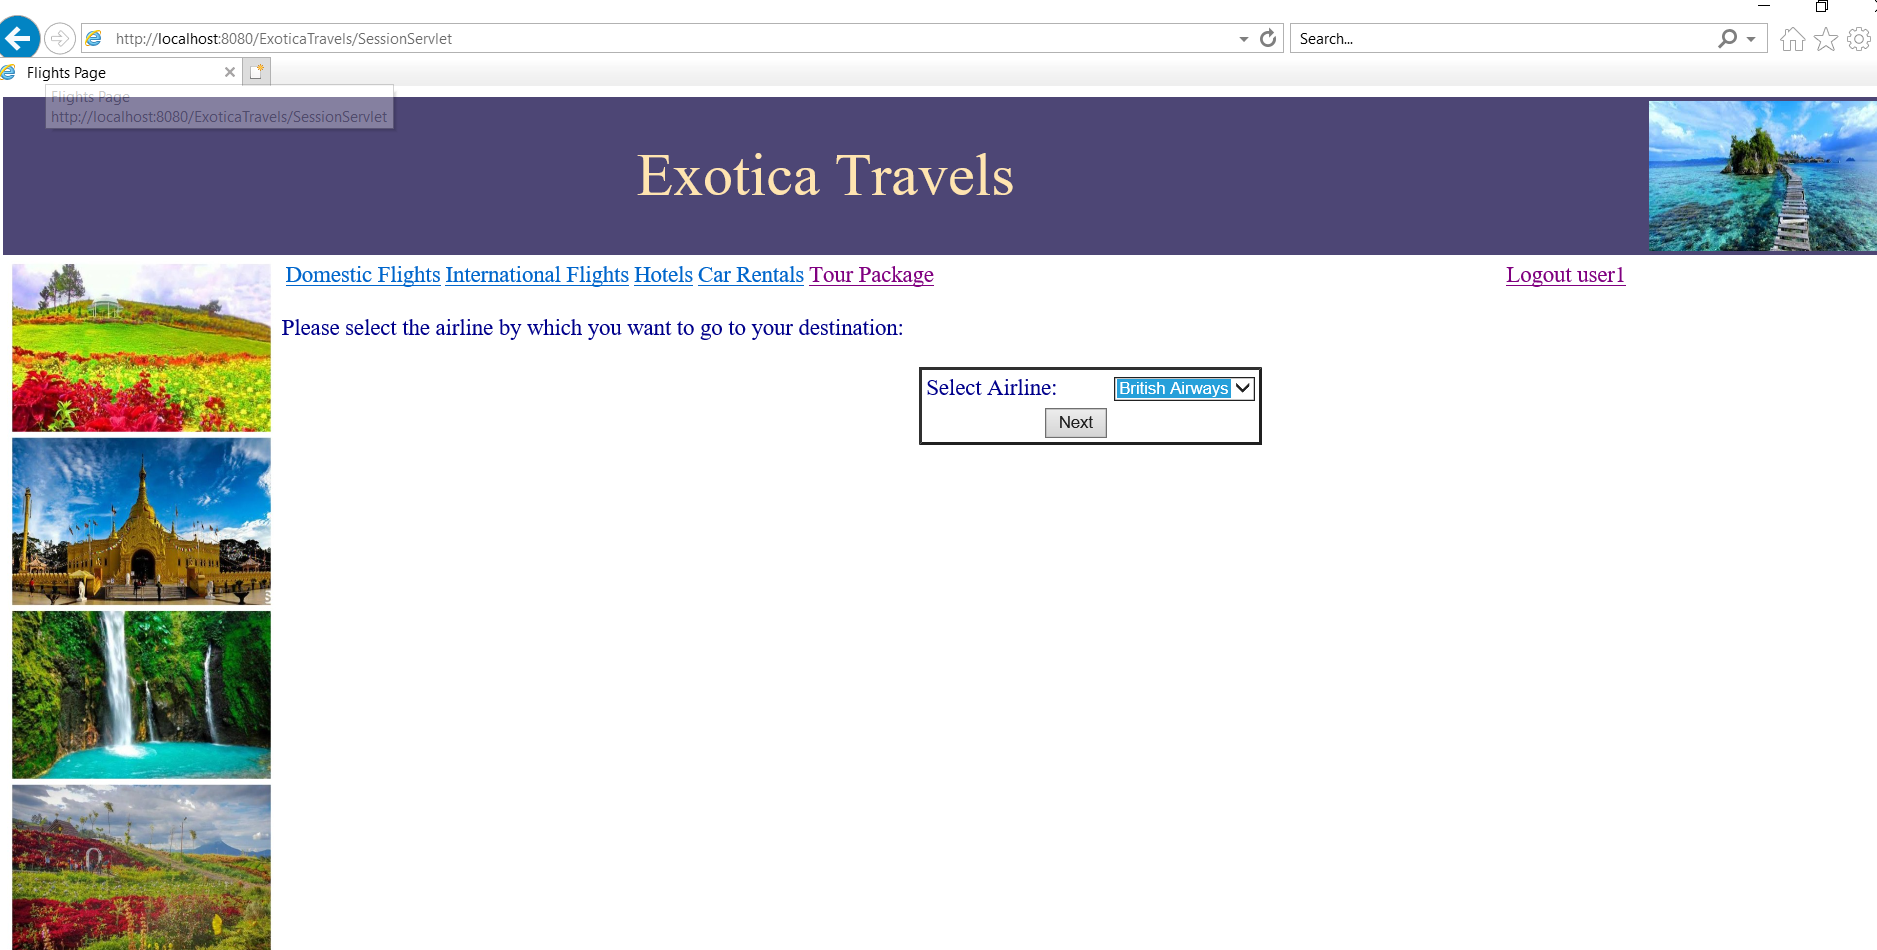 http://localhost:8080/ExoticaTravels/SessionServlet
Search...
Flights Page
Flights Page
http://localhost:8080/ExoticaTravels/SessionServlet
Exotica Travels
Domestic Flights International Flights Hotels Car Rentals Tour Package Logout user1
Please select the airline by which you want to go to your destination:
Select Airline: British Airways
Next